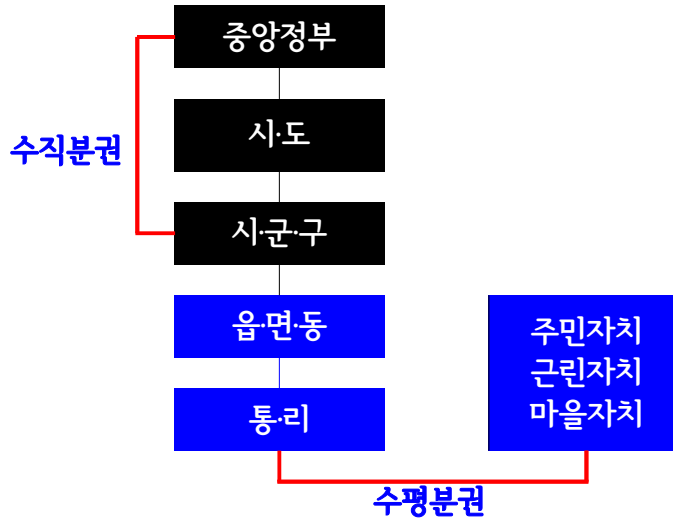 중앙정부
시·도
수직분권
시·군·구
읍·면·동
주민자치
근린자치
마을자치
통·리
수평분권